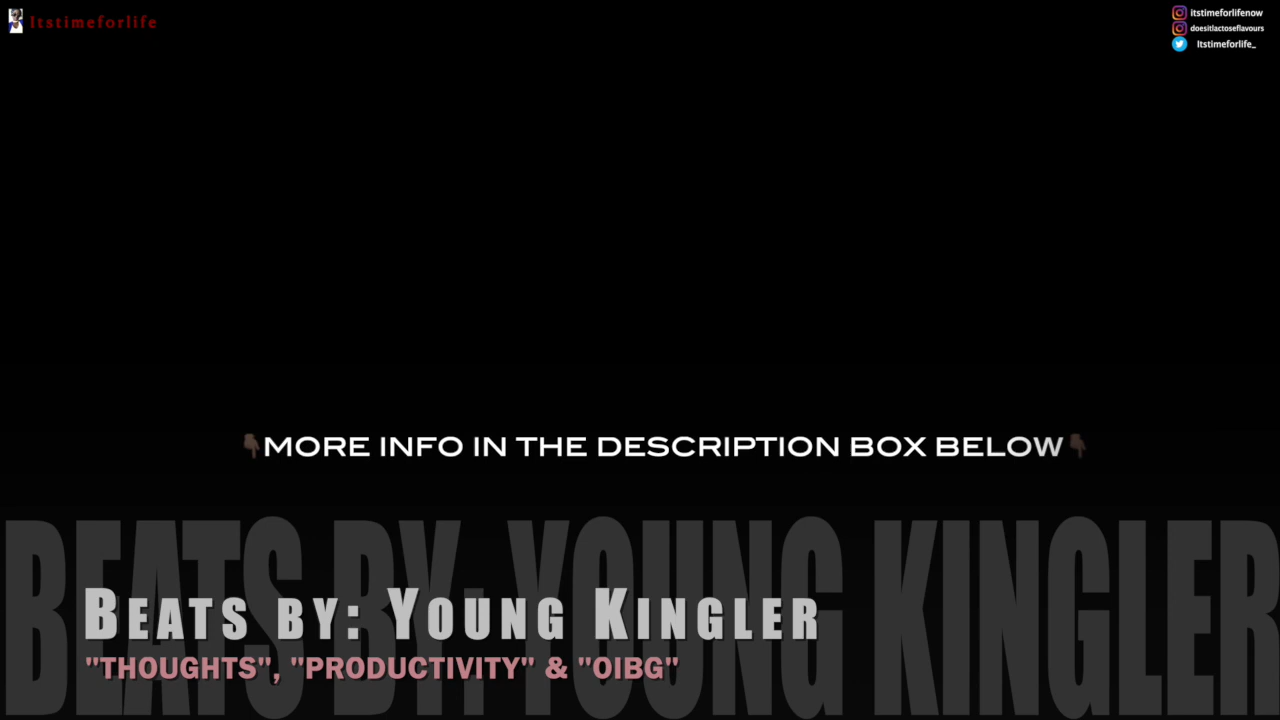 Itstimeforlife
itstimeforlifenow
doesitlactoseflavours
Itstimeforlife_
👇🏿MORE INFO IN THE DESCRIPTION BOX BELOW👇🏿
BEATS BY: YOUNG KINGLER
BEATS BY: YOUNG KINGLER
"THOUGHTS", "PRODUCTIVITY" & "OIBG"